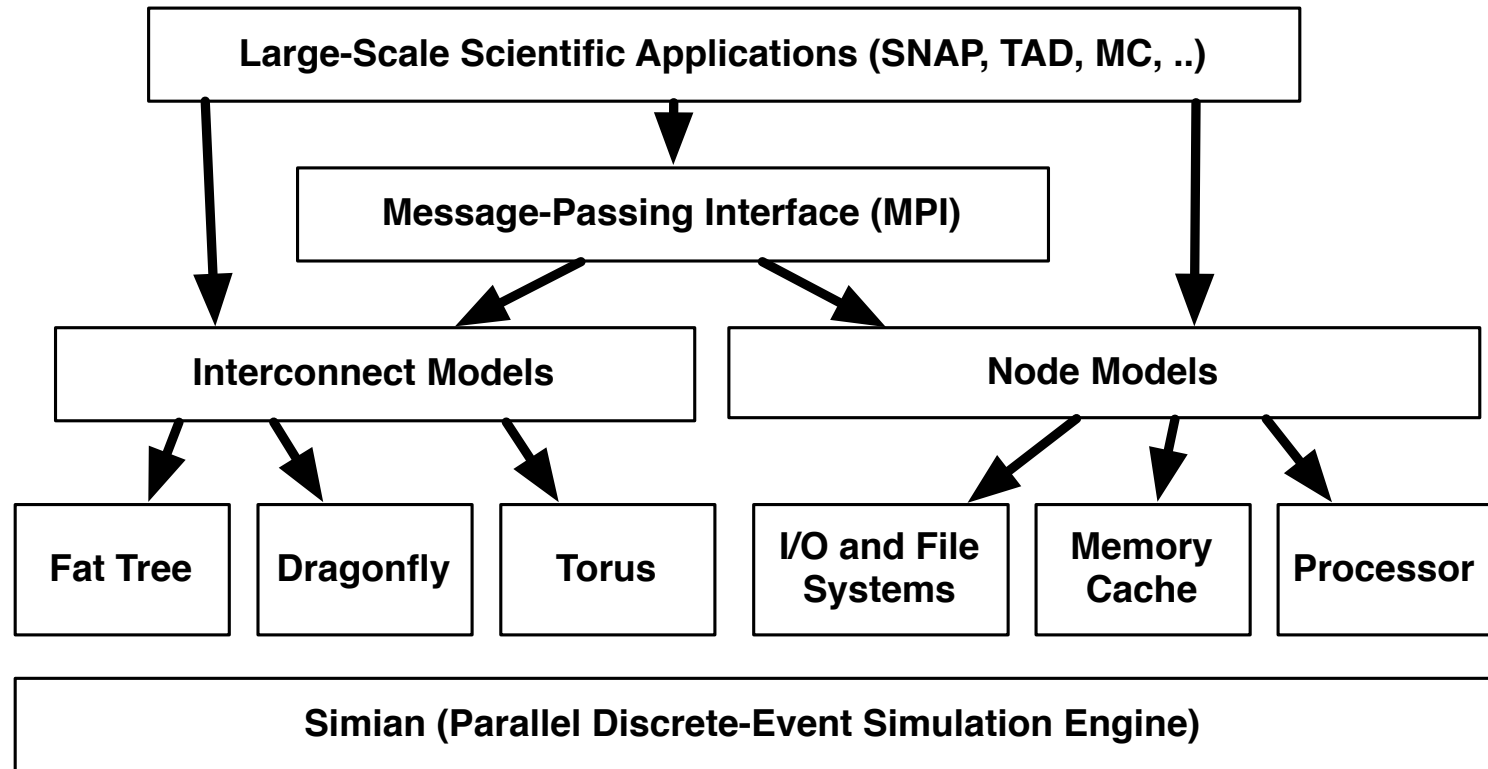 Large-Scale Scientific Applications (SNAP, TAD, MC, ..)
Message-Passing Interface (MPI)
Interconnect Models
Node Models
Fat Tree
Dragonfly
Torus
I/O and File
Systems
Memory
Cache
Processor
Simian (Parallel Discrete-Event Simulation Engine)